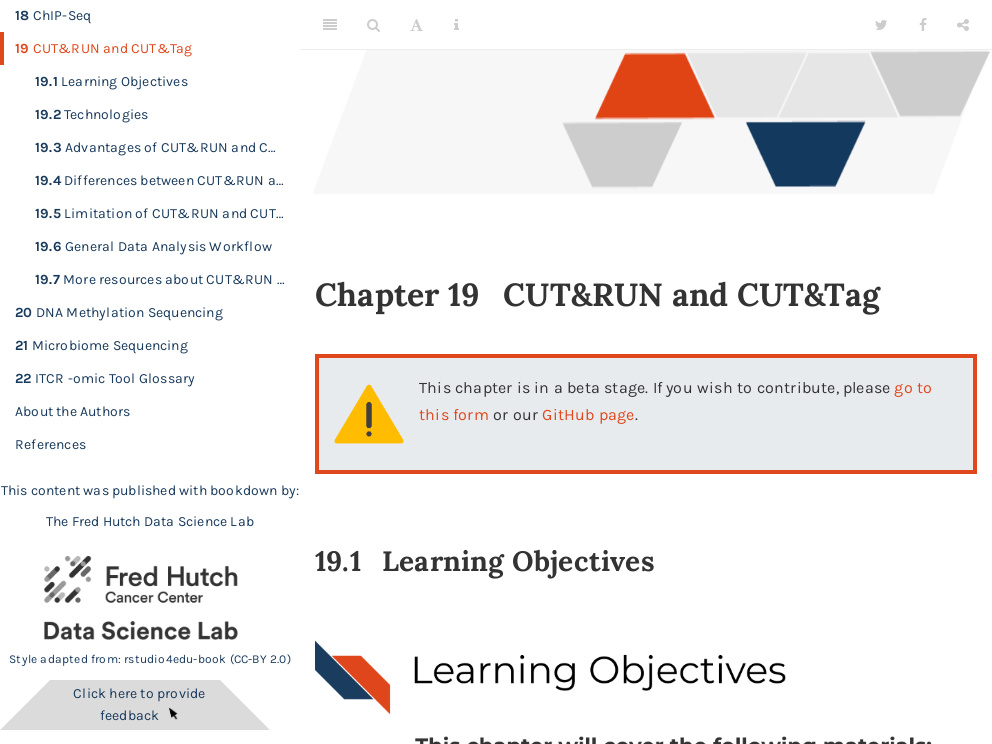 18 ChIP-Seq
19 CUT&RUN and CUT&Tag
19.1 Learning Objectives
19.2 Technologies
19.3 Advantages of CUT&RUN and C...
19.4 Differences between CUT&RUN a...
19.5 Limitation of CUT&RUN and CUT...
19.6 General Data Analysis Workflow
19.7 More resources about CUT&RUN ...
20 DNA Methylation Sequencing
21 Microbiome Sequencing
22 ITCR -omic Tool Glossary
About the Authors
References
This content was published with bookdown by:
The Fred Hutch Data Science Lab
Fred Hutch
Cancer Center
Data Science Lab
Style adapted from: rstudio4edu-book (CC-BY 2.0)
Click here to provide
feedback
A
Chapter 19 CUT&RUN and CUT&Tag
This chapter is in a beta stage. If you wish to contribute, please go to
this form or our GitHub page.
19.1 Learning Objectives
Learning Objectives
This chapter will cover the following materials: